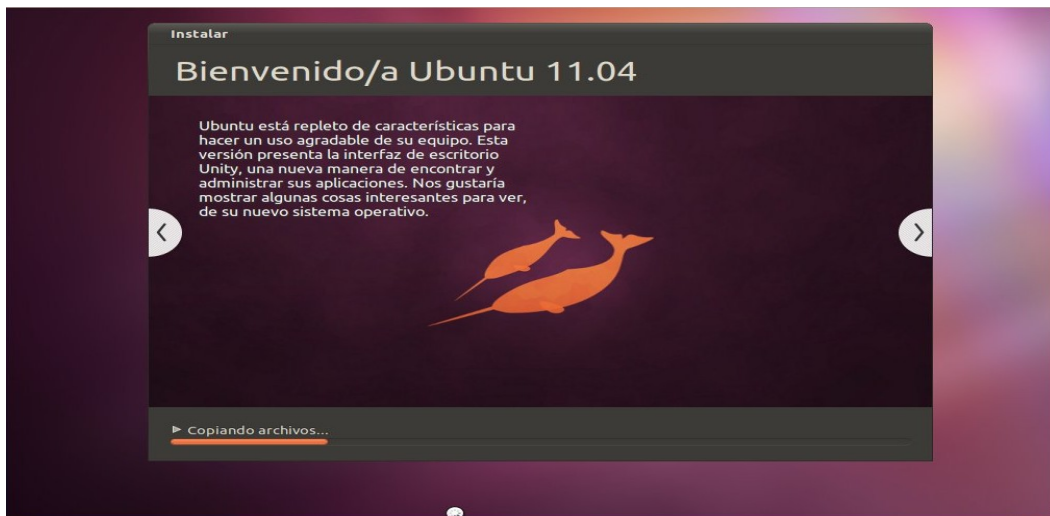 Instalar
Bienvenido/a Ubuntu 11.04
Ubuntu está repleto de características para
hacer un uso agradable de su equipo. Esta
versión presenta la interfaz de escritorio
Unity, una nueva manera de encontrar y
administrar sus aplicaciones. Nos gustaría
mostrar algunas cosas interesantes para ver,
de su nuevo sistema operativo.
Copiando archivos...